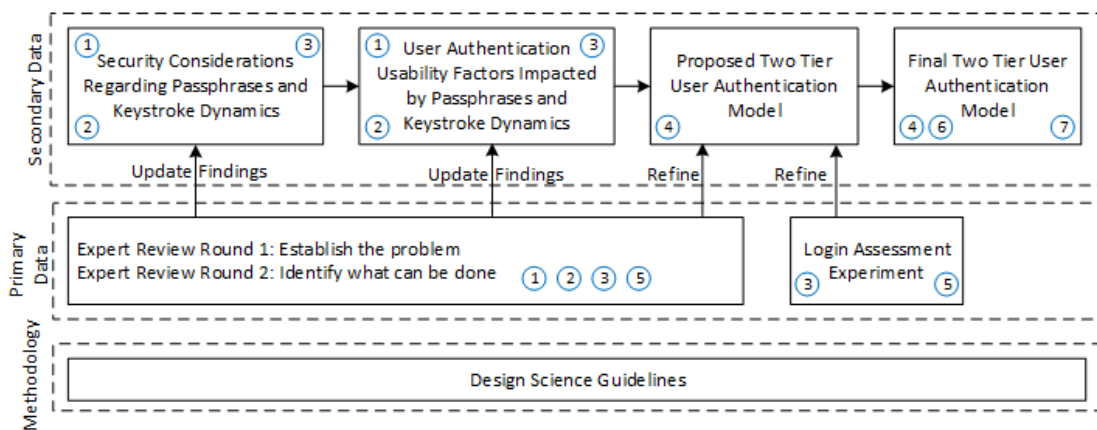 Secondary Data
1
3
Security Considerations
Regarding Passphrases and
Keystroke Dynamics
2
1
3
User Authentication
Usability Factors Impacted
by Passphrases and
Keystroke Dynamics
2
Proposed Two Tier
User Authentication
Model
4
Final Two Tier User
Authentication
Model
4 6 7
Update Findings
Update Findings
Refine
Refine
Primary
Data
Expert Review Round 1: Establish the problem
Expert Review Round 2: Identify what can be done
1 2 3 5
Login Assessment
Experiment
3 5
Methodology
Design Science Guidelines